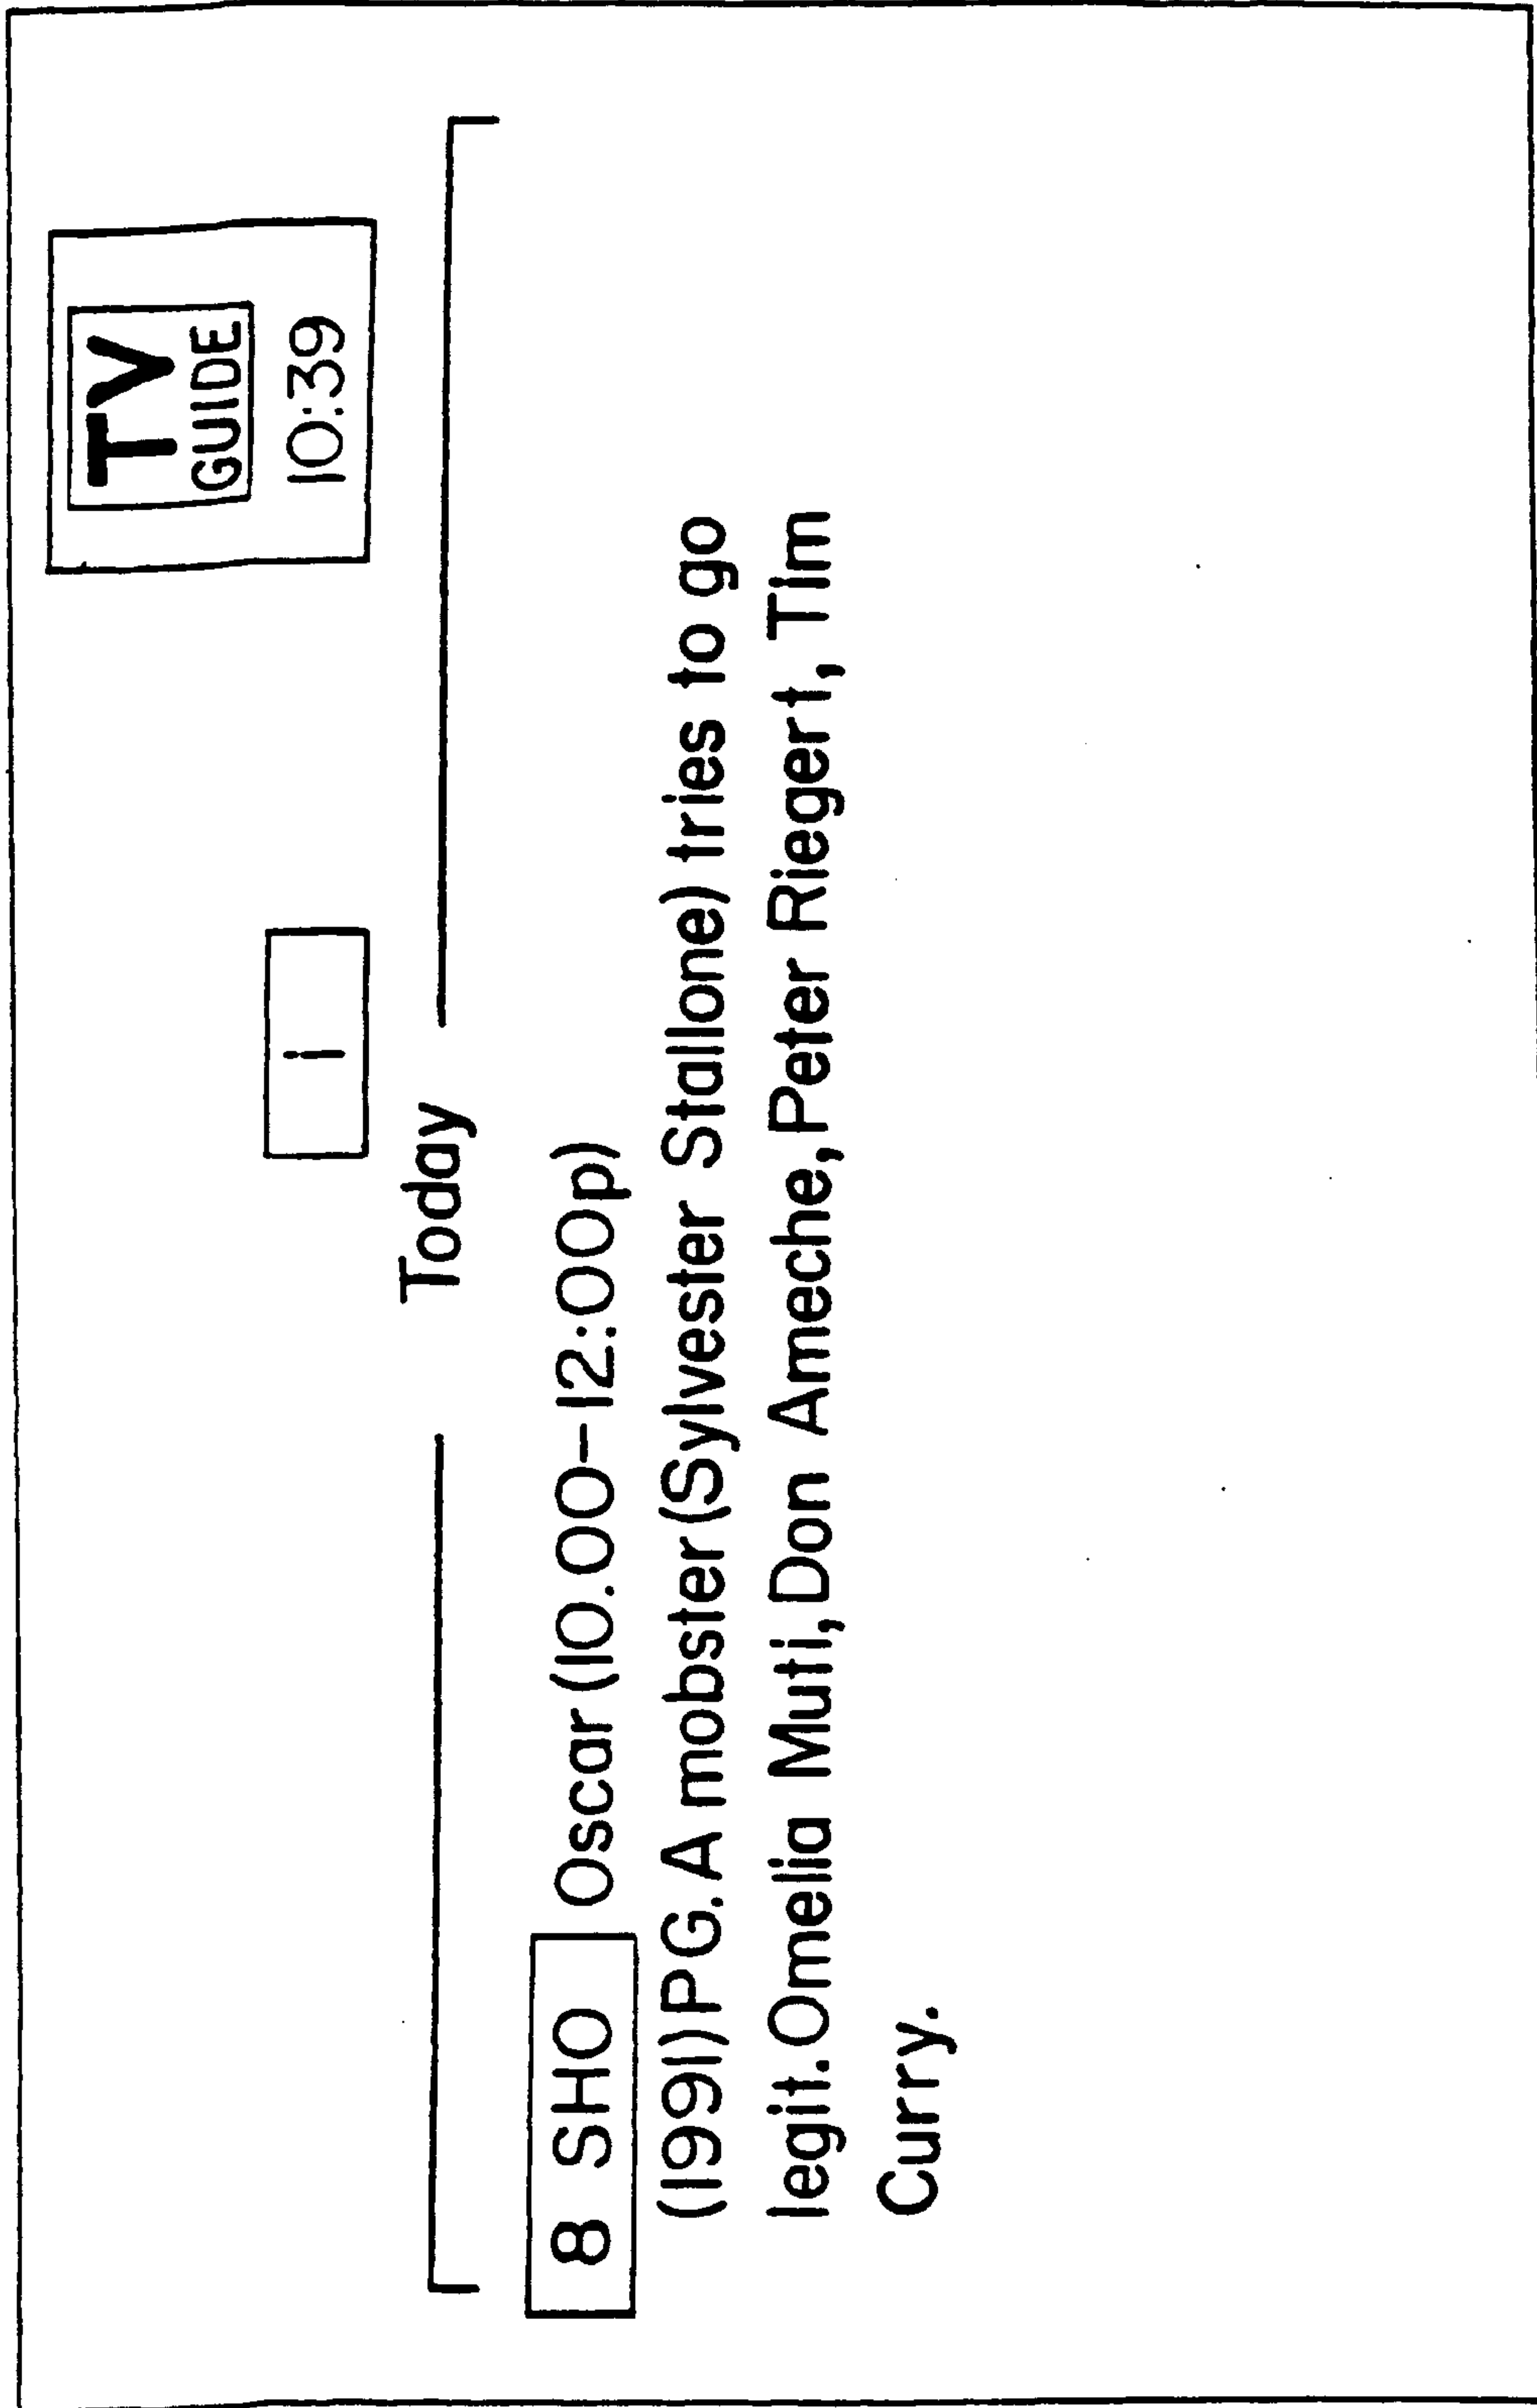 TV
GUIDE
10:39
i
Today
8 SHO Oscar (10.00-12:00p)
(1991) PG. A mobster (Sylvester Stallone) tries to go
legit. Omelia Muti, Don Ameche, Peter Riegert, Tim
Curry.